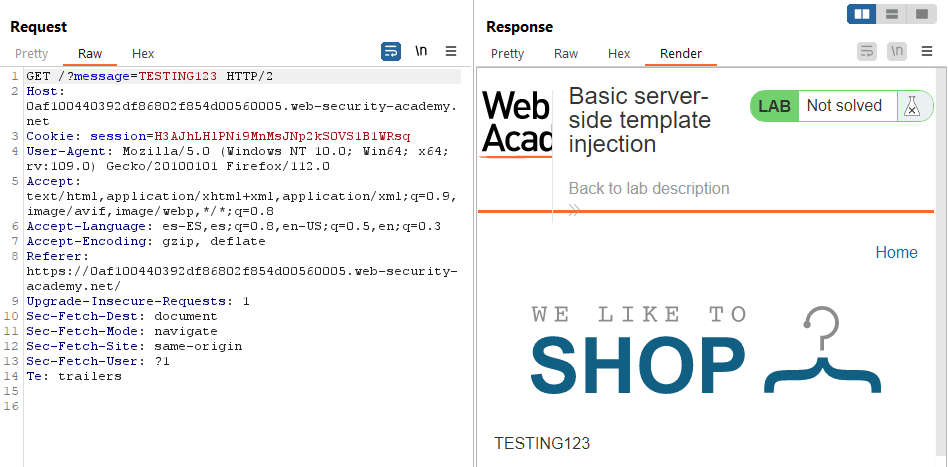 Request
Pretty Raw Hex \n
1 GET /?message=TESTING123 HTTP/2
2 Host:
0af100440392df86802f854d00560005.web-security-academy.
net
3 Cookie: session=H3AJhLH1PNi9MnMsJNp2kSOVS1B1WRsq
4 User-Agent: Mozilla/5.0 (Windows NT 10.0; Win64; x64;
rv:109.0) Gecko/20100101 Firefox/112.0
5 Accept:
text/html,application/xhtml+xml,application/xml;q=0.9,
image/avif,image/webp,*/*;q=0.8
6 Accept-Language: es-ES,es;q=0.8,en-US;q=0.5,en;q=0.3
7 Accept-Encoding: gzip, deflate
8 Referer:
https://0af100440392df86802f854d00560005.web-security-
academy.net/
9 Upgrade-Insecure-Requests: 1
10 Sec-Fetch-Dest: document
11 Sec-Fetch-Mode: navigate
12 Sec-Fetch-Site: same-origin
13 Sec-Fetch-User: ?1
14 Te: trailers
15
16
Response
Pretty Raw Hex Render \n
Web
Acad
Basic server-
side template
injection
LAB Not solved
Back to lab description
Home
WE LIKE TO
SHOP
TESTING123